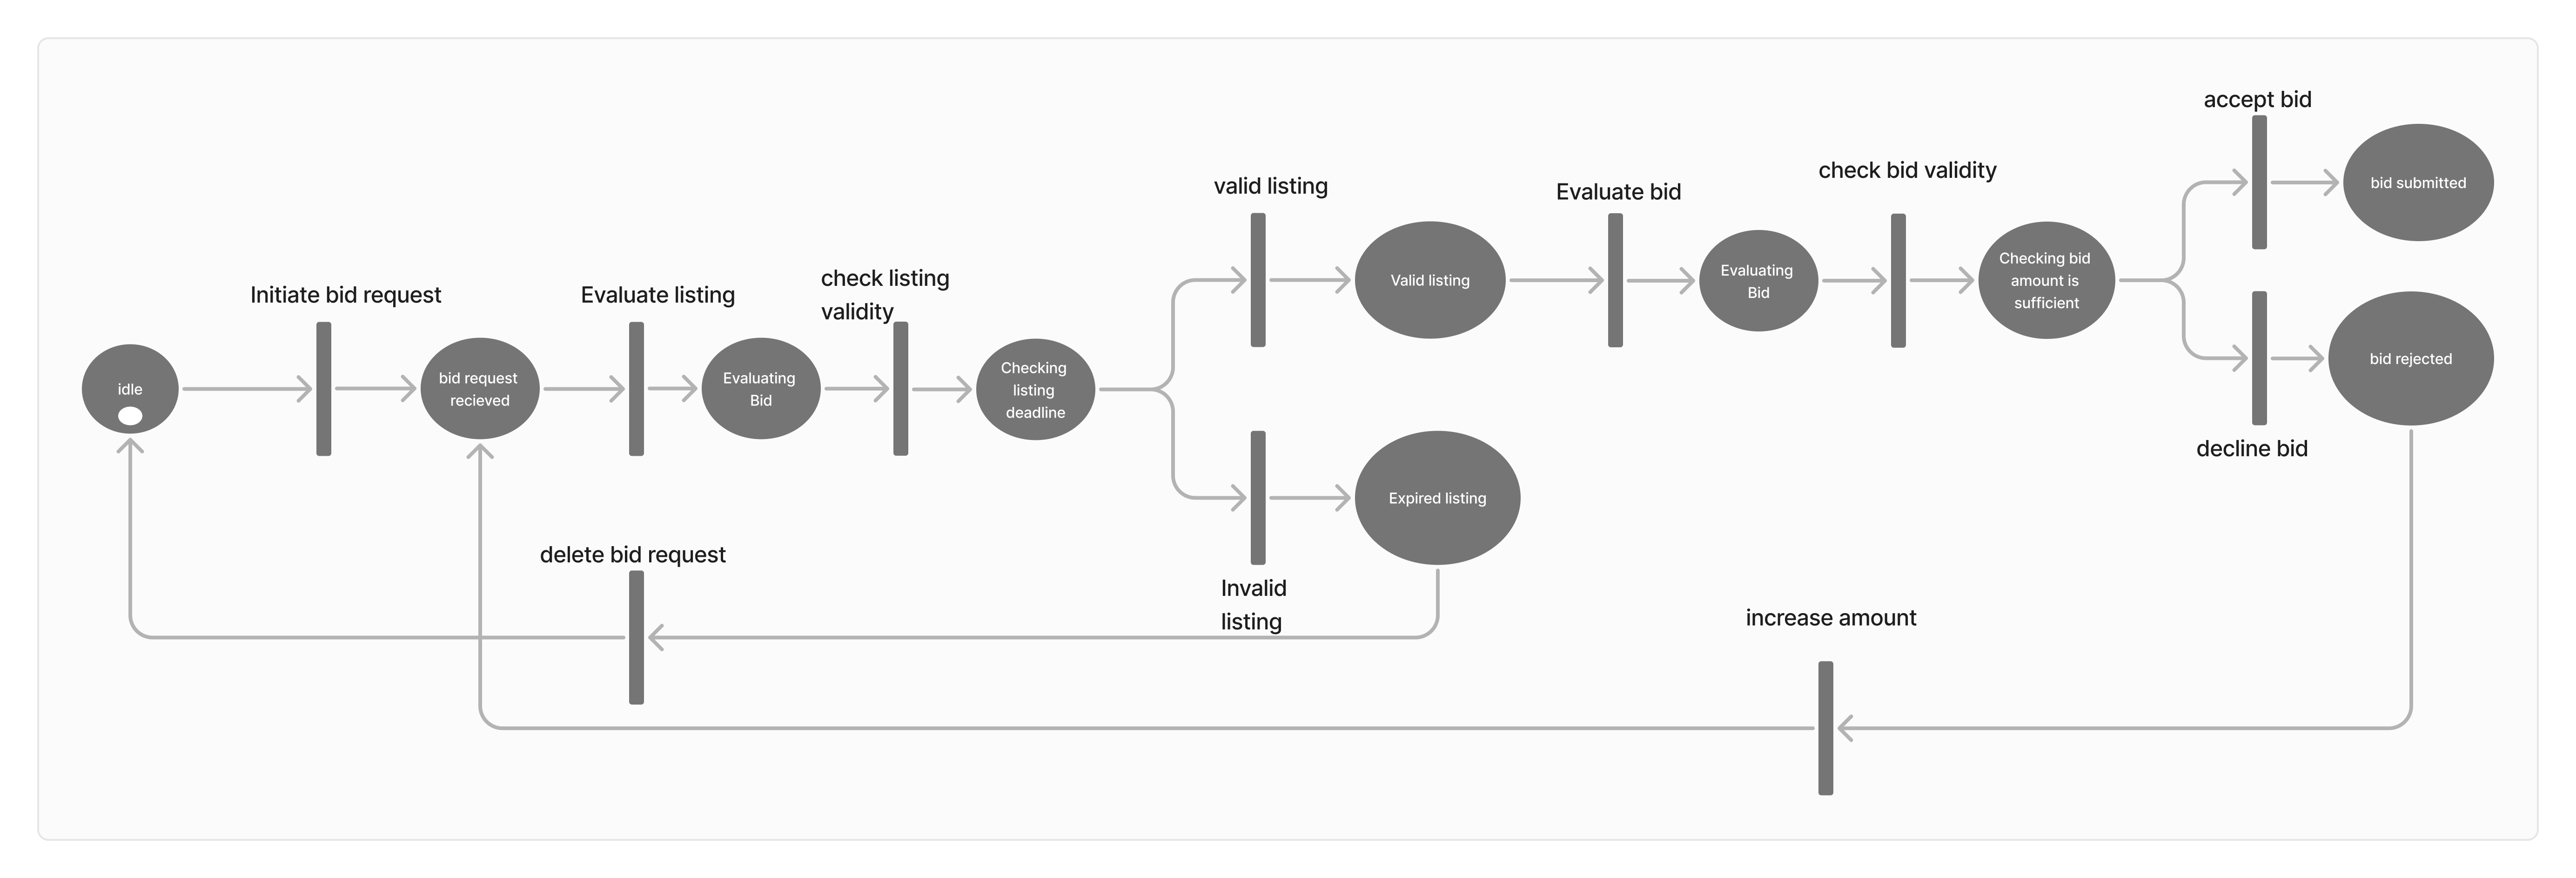 accept bid
bid submitted
check bid validity
valid listing
Evaluate bid
Checking bid
amount is
sufficient
Evaluating
Bid
Valid listing
check listing
validity
Initiate bid request
Evaluate listing
idle
bid request
recieved
Evaluating
Bid
Checking
listing
deadline
bid rejected
decline bid
Expired listing
delete bid request
Invalid
listing
increase amount